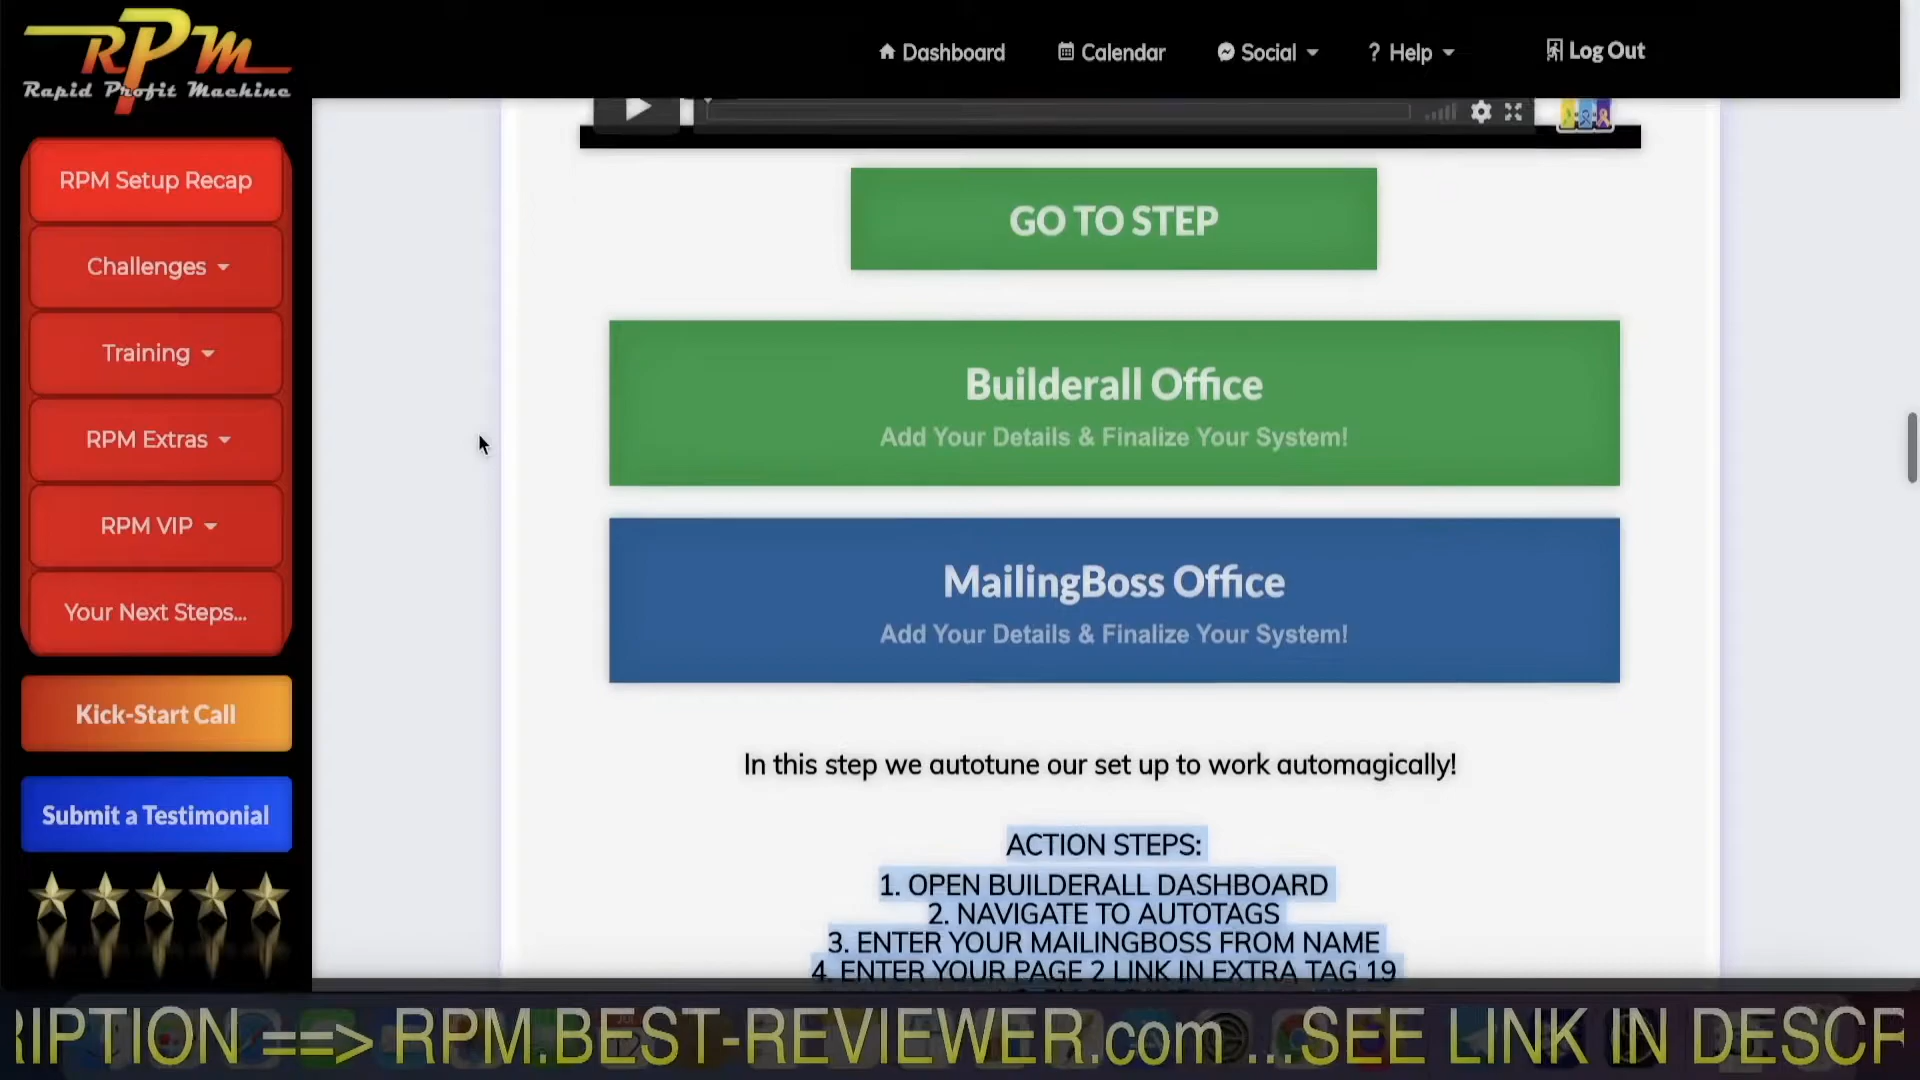 RPM
Rapid Profit Machine
Dashboard
Calendar
Social
? Help
Log Out
RPM Setup Recap
Challenges
Training
RPM Extras
RPM VIP
Your Next Steps...
Kick-Start Call
Submit a Testimonial
GO TO STEP
Builderall Office
Add Your Details & Finalize Your System!
MailingBoss Office
Add Your Details & Finalize Your System!
In this step we autotune our set up to work automagically!
ACTION STEPS:
1. OPEN BUILDERALL DASHBOARD
2. NAVIGATE TO AUTOTAGS
3. ENTER YOUR MAILINGBOSS FROM NAME
4. ENTER YOUR PAGE 2 LINK IN EXTRA TAG 19
RIPTION ==> RPM.BEST-REVIEWER.com ...SEE LINK IN DESCR